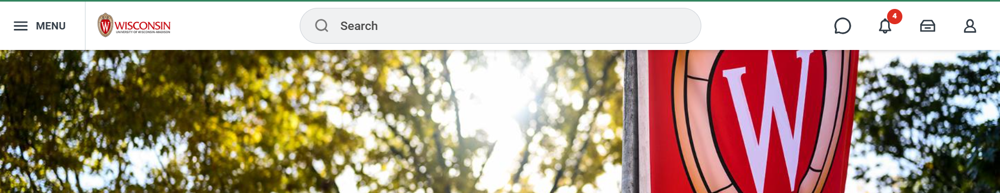 MENU
WISCONSIN
UNIVERSITY OF WISCONSIN-MADISON
Search
4
W